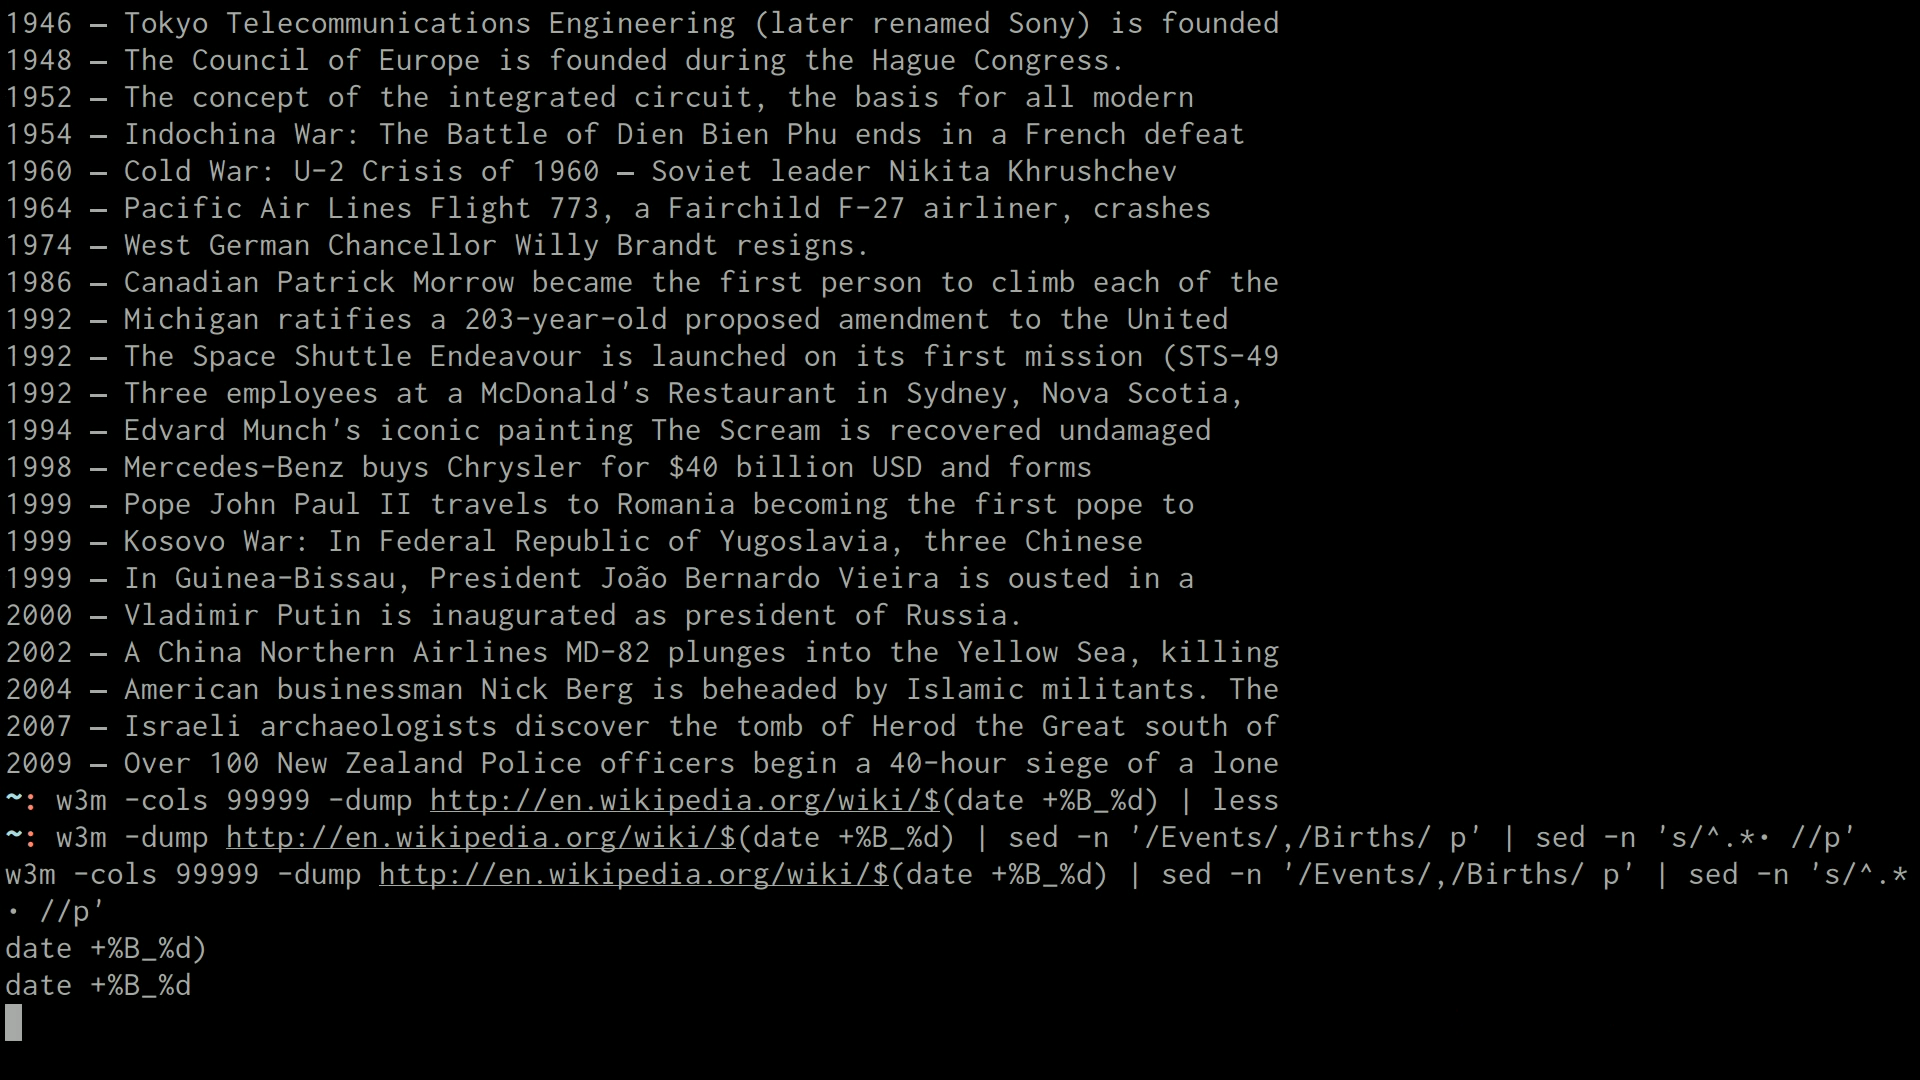 1946 – Tokyo Telecommunications Engineering (later renamed Sony) is founded
1948 – The Council of Europe is founded during the Hague Congress.
1952 – The concept of the integrated circuit, the basis for all modern
1954 – Indochina War: The Battle of Dien Bien Phu ends in a French defeat
1960 – Cold War: U-2 Crisis of 1960 – Soviet leader Nikita Khrushchev
1964 – Pacific Air Lines Flight 773, a Fairchild F-27 airliner, crashes
1974 – West German Chancellor Willy Brandt resigns.
1986 – Canadian Patrick Morrow became the first person to climb each of the
1992 – Michigan ratifies a 203-year-old proposed amendment to the United
1992 – The Space Shuttle Endeavour is launched on its first mission (STS-49
1992 – Three employees at a McDonald's Restaurant in Sydney, Nova Scotia,
1994 – Edvard Munch's iconic painting The Scream is recovered undamaged
1998 – Mercedes-Benz buys Chrysler for $40 billion USD and forms
1999 – Pope John Paul II travels to Romania becoming the first pope to
1999 – Kosovo War: In Federal Republic of Yugoslavia, three Chinese
1999 – In Guinea-Bissau, President João Bernardo Vieira is ousted in a
2000 – Vladimir Putin is inaugurated as president of Russia.
2002 – A China Northern Airlines MD-82 plunges into the Yellow Sea, killing
2004 – American businessman Nick Berg is beheaded by Islamic militants. The
2007 – Israeli archaeologists discover the tomb of Herod the Great south of
2009 – Over 100 New Zealand Police officers begin a 40-hour siege of a lone
~: w3m -cols 99999 -dump http://en.wikipedia.org/wiki/$(date +%B_%d) | less
~: w3m -dump http://en.wikipedia.org/wiki/$(date +%B_%d) | sed -n '/Events/,/Births/ p' | sed -n 's/^.*• //p'
w3m -cols 99999 -dump http://en.wikipedia.org/wiki/$(date +%B_%d) | sed -n '/Events/,/Births/ p' | sed -n 's/^.*
• //p'
date +%B_%d)
date +%B_%d